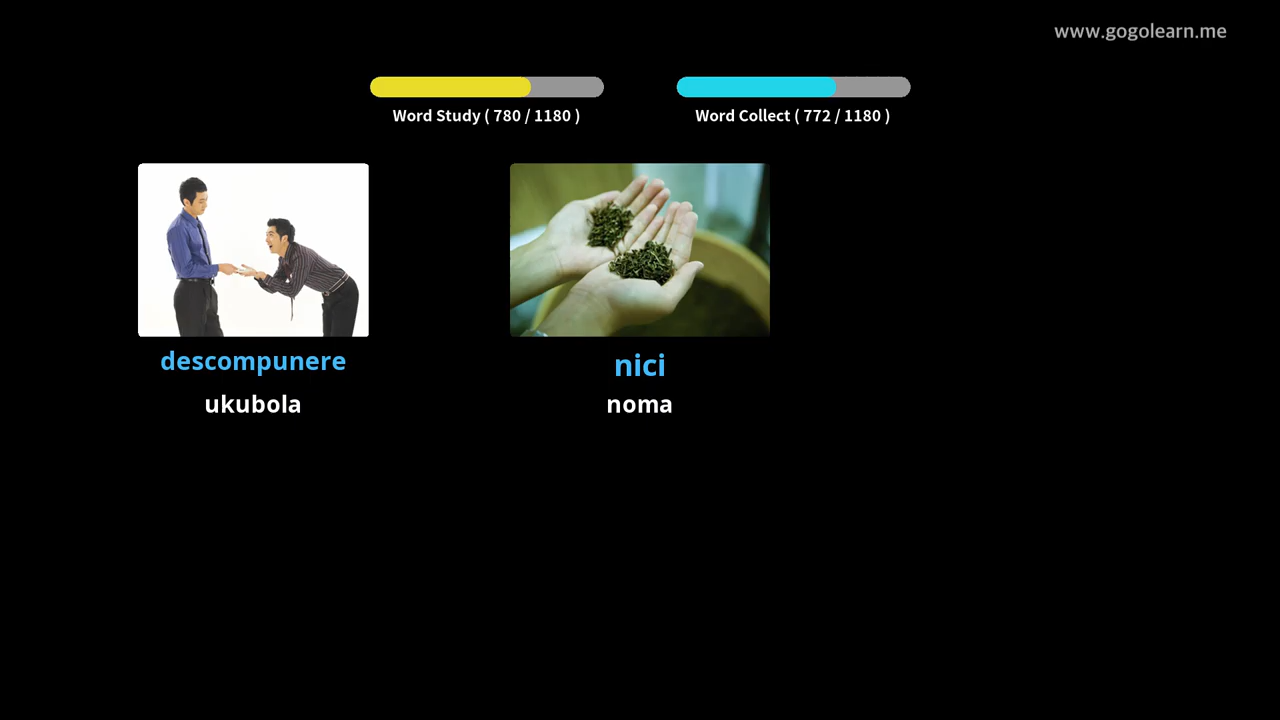 www.gogolearn.me
Word Study ( 780 / 1180 )
Word Collect ( 772 / 1180 )
descompunere
ukubola
nici
noma